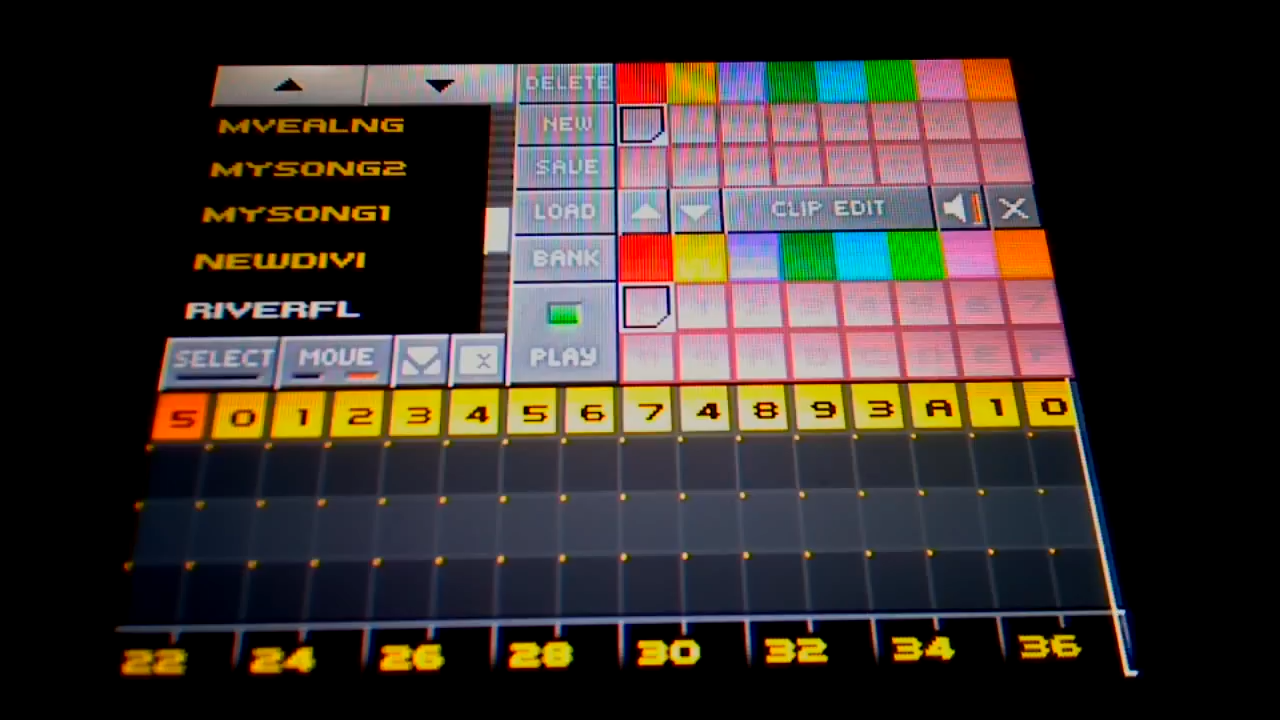 DELETE
MVEALNG
NEW
MYSONG2
SAVE
MYSONG1
LOAD
CLIP EDIT
X
NEWDIVI
BANK
RIVERFL
SELECT
MOVE
X
PLAY
5 0 1 2 3 4 5 6 7 4 8 9 3 A 1 0
22 24 26 28 30 32 34 36